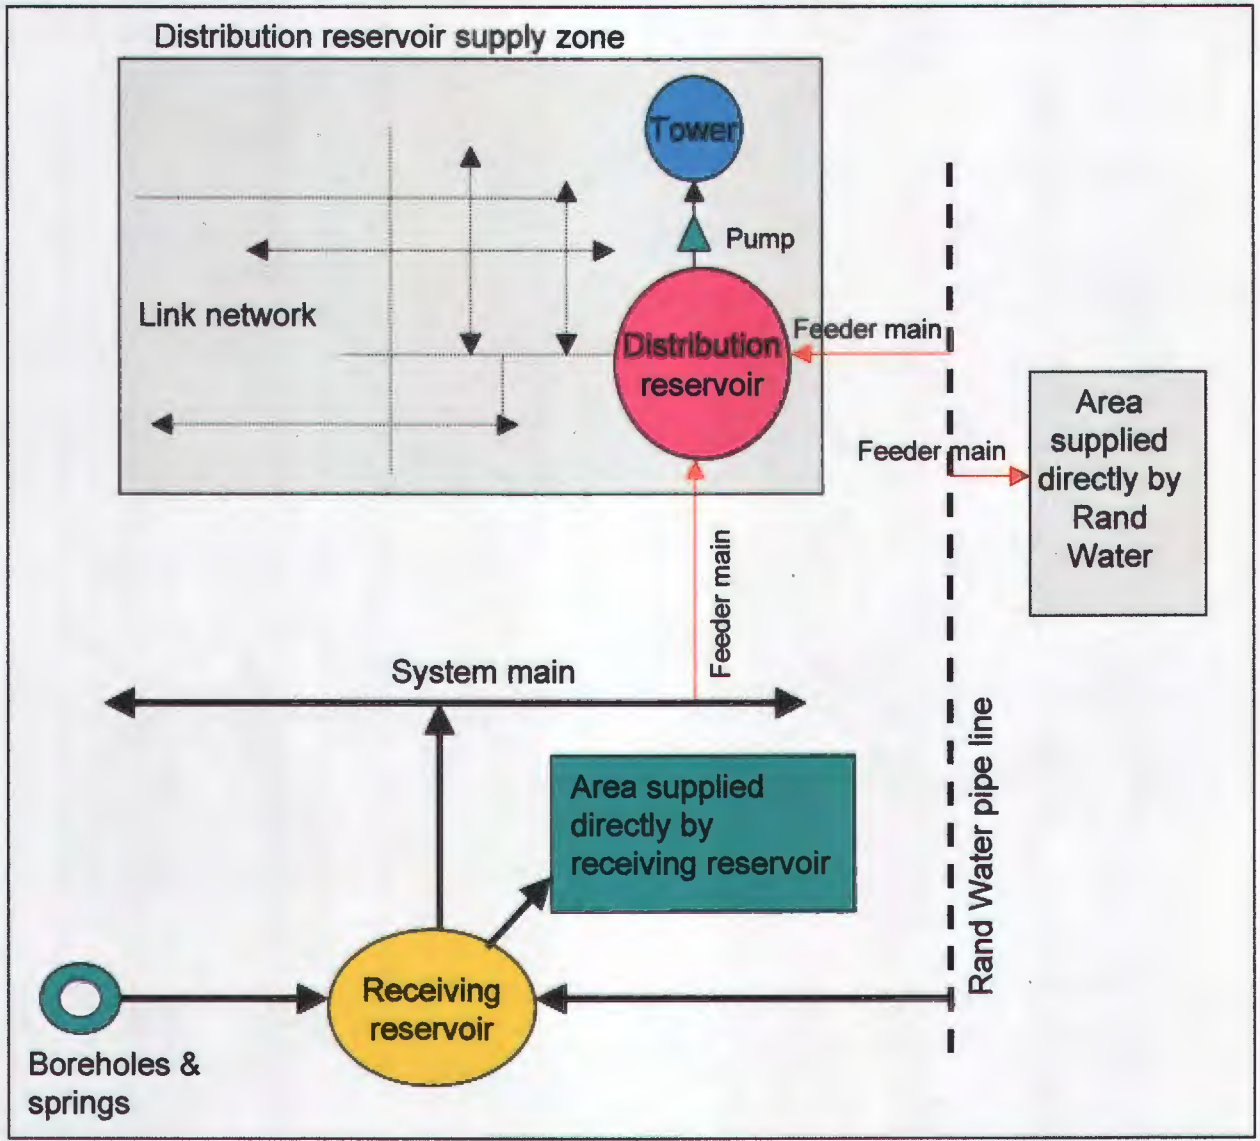 Distribution reservoir supply zone
Tower
Pump
Link network
Distribution
reservoir
Feeder main
Feeder main
Area
supplied
directly by
Rand
Water
Feeder main
System main
Area supplied
directly by
receiving reservoir
Rand Water pipe line
Receiving
reservoir
Boreholes &
springs